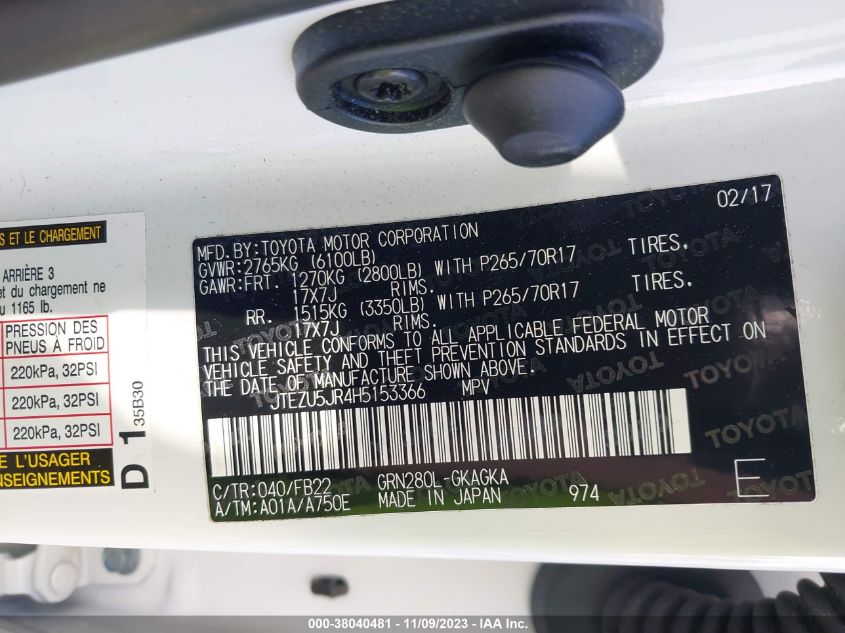 S ET LE CHARGEMENT
ARRIÈRE 3
et du chargement ne
u 1165 lb.
PRESSION DES
PNEUS À FROID
220kPa, 32PSI
220kPa, 32PSI
220kPa, 32PSI
E L'USAGER
ENSEIGNEMENTS
D 1 35B30
02/17
MFD.BY:TOYOTA MOTOR CORPORATION
GVWR:2765KG (6100LB)
GAWR:FRT. 1270KG (2800LB) WITH P265/70R17 TIRES,
17X7J RIMS.
RR. 1515KG (3350LB) WITH P265/70R17 TIRES,
17X7J RIMS.
THIS VEHICLE CONFORMS TO ALL APPLICABLE FEDERAL MOTOR
VEHICLE SAFETY AND THEFT PREVENTION STANDARDS IN EFFECT ON
THE DATE OF MANUFACTURE SHOWN ABOVE.
JTEZU5JR4H5153366 MPV
C/TR:040/FB22 GRN280L-GKAGKA
A/TM:A01A/A750E MADE IN JAPAN 974 E
TOYOTA
000-38040481 - 11/09/2023 - IAA Inc.